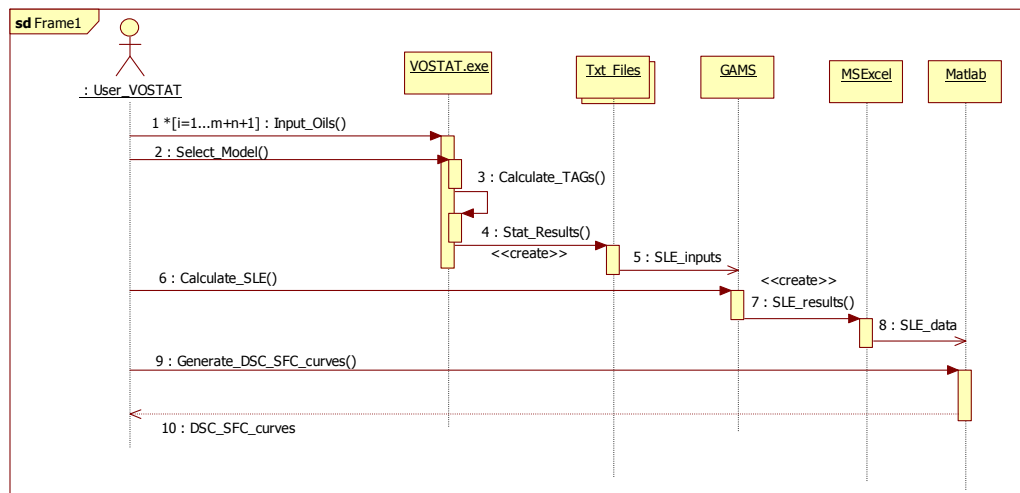 sd Frame1
: User_VOSTAT
VOSTAT.exe
Txt_Files
GAMS
MSExcel
Matlab
1 *[i=1...m+n+1] : Input_Oils()
2 : Select_Model()
3 : Calculate_TAGs()
4 : Stat_Results()
<<create>>
5 : SLE_inputs
6 : Calculate_SLE()
<<create>>
7 : SLE_results()
8 : SLE_data
9 : Generate_DSC_SFC_curves()
10 : DSC_SFC_curves